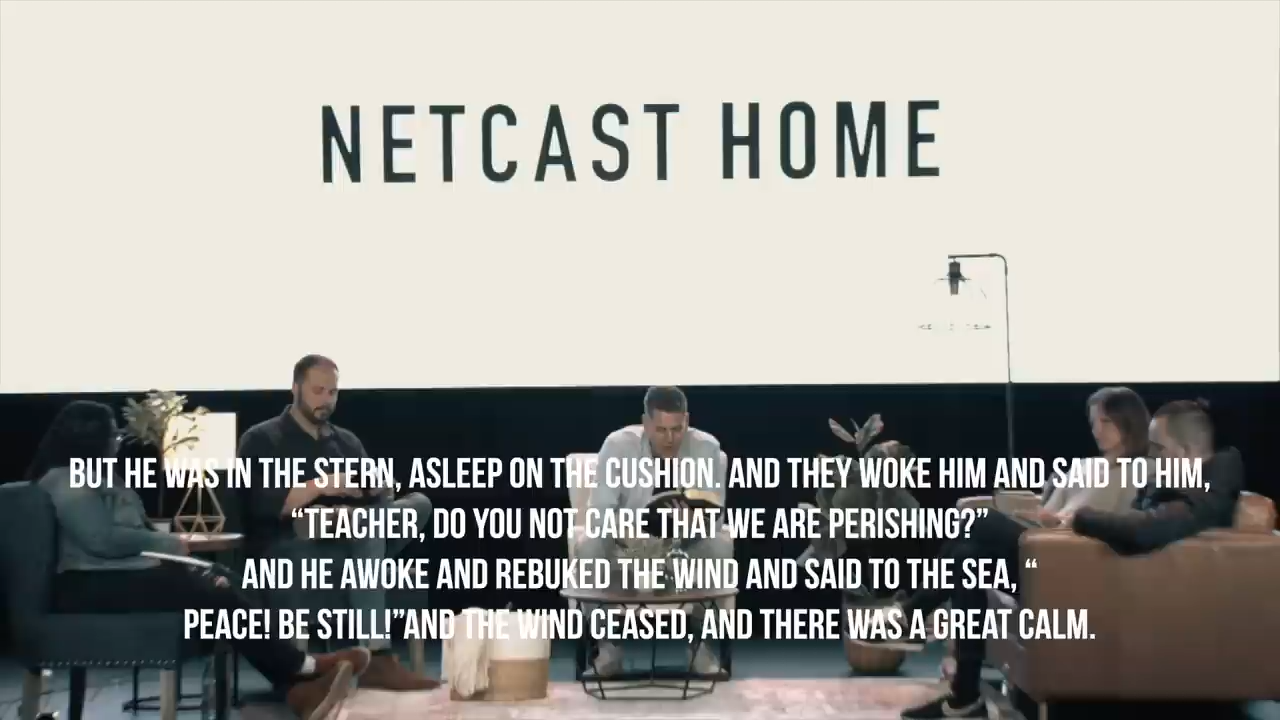 NETCAST HOME
BUT HE WAS IN THE STERN, ASLEEP ON THE CUSHION. AND THEY WOKE HIM AND SAID TO HIM,
“TEACHER, DO YOU NOT CARE THAT WE ARE PERISHING?”
AND HE AWOKE AND REBUKED THE WIND AND SAID TO THE SEA, “
PEACE! BE STILL!”AND THE WIND CEASED, AND THERE WAS A GREAT CALM.